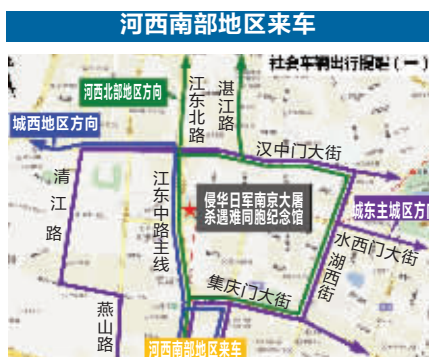 河西南部地区来车
社会车辆出行提醒(一)
河西北部地区方向
江东北路
湛江路
城西地区方向
汉中门大街
清江路
江东中路主线
侵华日军南京大屠
杀遇难同胞纪念馆
城东主城区方向
水西门大街
湖西街
集庆门大街
燕山路
河西南部地区来车